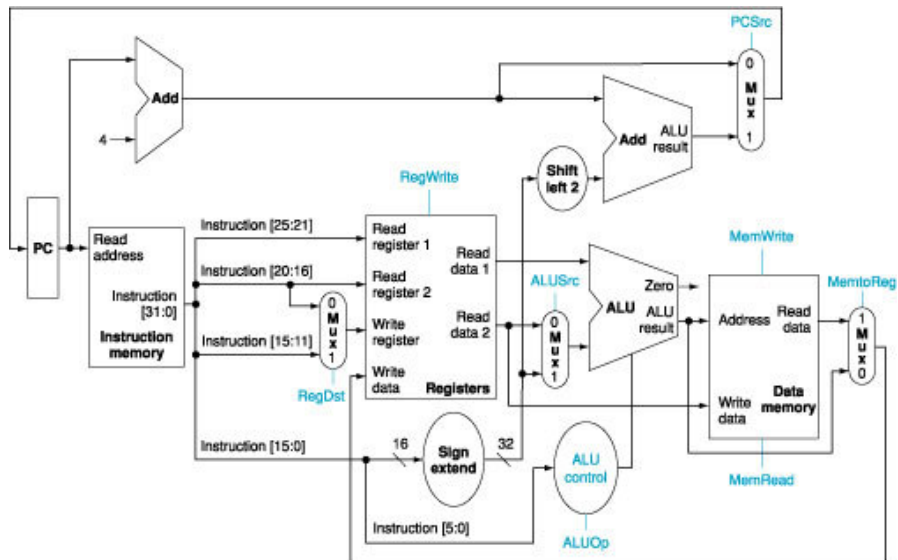 PCSrc
0
Mux
1
Add
4
Add
ALU
result
Shift
left 2
RegWrite
PC
Read
address
Instruction
[31:0]
Instruction
memory
Instruction [25:21]
Instruction [20:16]
Instruction [15:11]
Instruction [15:0]
Instruction [5:0]
0
Mux
1
RegDst
Read
register 1
Read
register 2
Write
register
Write
data
Read
data 1
Read
data 2
Registers
ALUSrc
0
Mux
1
Zero
ALU
ALU
result
MemWrite
Address
Read
data
Write
data
Data
memory
MemRead
MemtoReg
1
Mux
0
16
Sign
extend
32
ALU
control
ALUOp